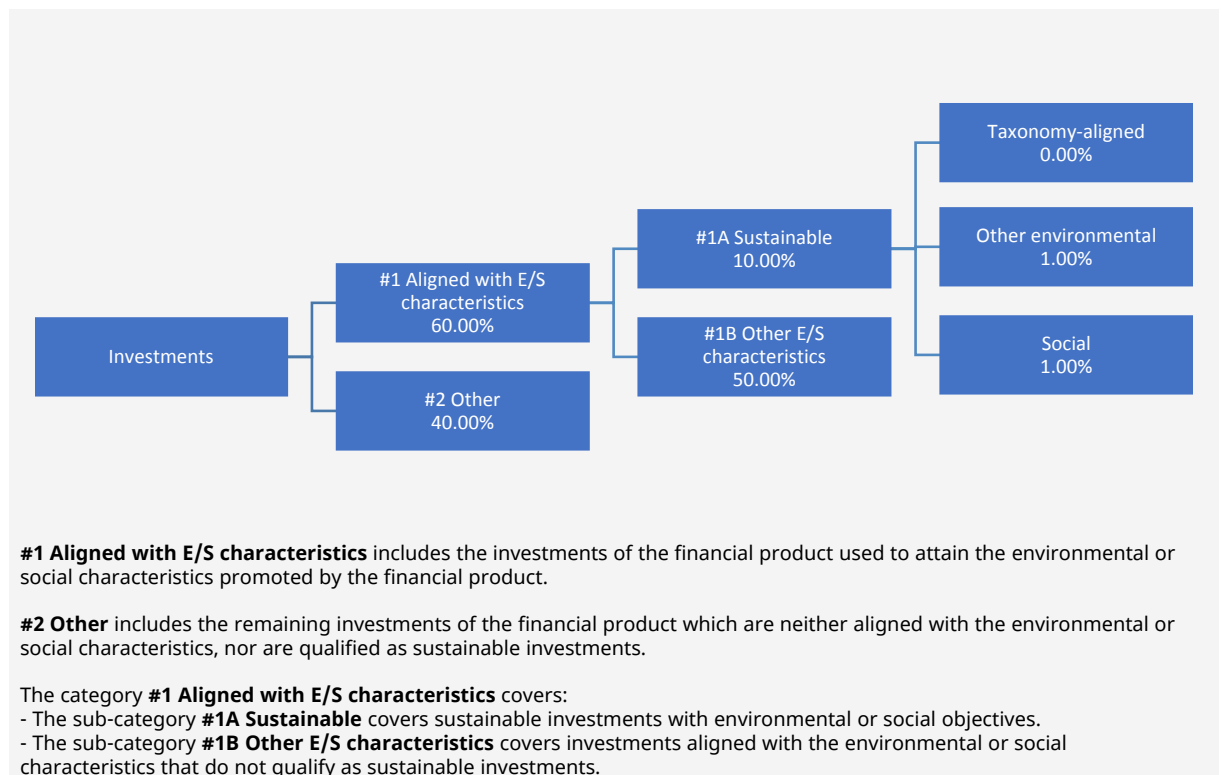 Investments
#1 Aligned with E/S
characteristics
60.00%
#2 Other
40.00%
#1A Sustainable
10.00%
#1B Other E/S
characteristics
50.00%
Taxonomy-aligned
0.00%
Other environmental
1.00%
Social
1.00%
#1 Aligned with E/S characteristics includes the investments of the financial product used to attain the environmental or
social characteristics promoted by the financial product.
#2 Other includes the remaining investments of the financial product which are neither aligned with the environmental or
social characteristics, nor are qualified as sustainable investments.
The category #1 Aligned with E/S characteristics covers:
- The sub-category #1A Sustainable covers sustainable investments with environmental or social objectives.
- The sub-category #1B Other E/S characteristics covers investments aligned with the environmental or social
characteristics that do not qualify as sustainable investments.